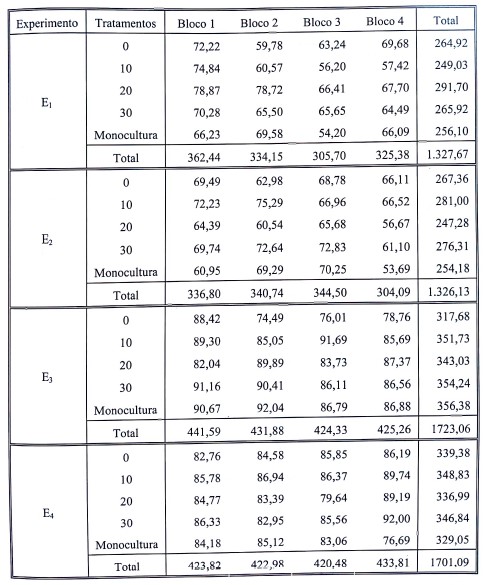 Experimento Tratamentos Bloco 1 Bloco 2 Bloco 3 Bloco 4 Total
0 72,22 59,78 63,24 69,68 264,92
10 74,84 60,57 56,20 57,42 249,03
E1 20 78,87 78,72 66,41 67,70 291,70
30 70,28 65,50 65,65 64,49 265,92
Monocultura 66,23 69,58 54,20 66,09 256,10
Total 362,44 334,15 305,70 325,38 1.327,67
0 69,49 62,98 68,78 66,11 267,36
10 72,23 75,29 66,96 66,52 281,00
E2 20 64,39 60,54 65,68 56,67 247,28
30 69,74 72,64 72,83 61,10 276,31
Monocultura 60,95 69,29 70,25 53,69 254,18
Total 336,80 340,74 344,50 304,09 1.326,13
0 88,42 74,49 76,01 78,76 317,68
10 89,30 85,05 91,69 85,69 351,73
E3 20 82,04 89,89 83,73 87,37 343,03
30 91,16 90,41 86,11 86,56 354,24
Monocultura 90,67 92,04 86,79 86,88 356,38
Total 441,59 431,88 424,33 425,26 1723,06
0 82,76 84,58 85,85 86,19 339,38
10 85,78 86,94 86,37 89,74 348,83
E4 20 84,77 83,39 79,64 89,19 336,99
30 86,33 82,95 85,56 92,00 346,84
Monocultura 84,18 85,12 83,06 76,69 329,05
Total 423,82 422,98 420,48 433,81 1701,09